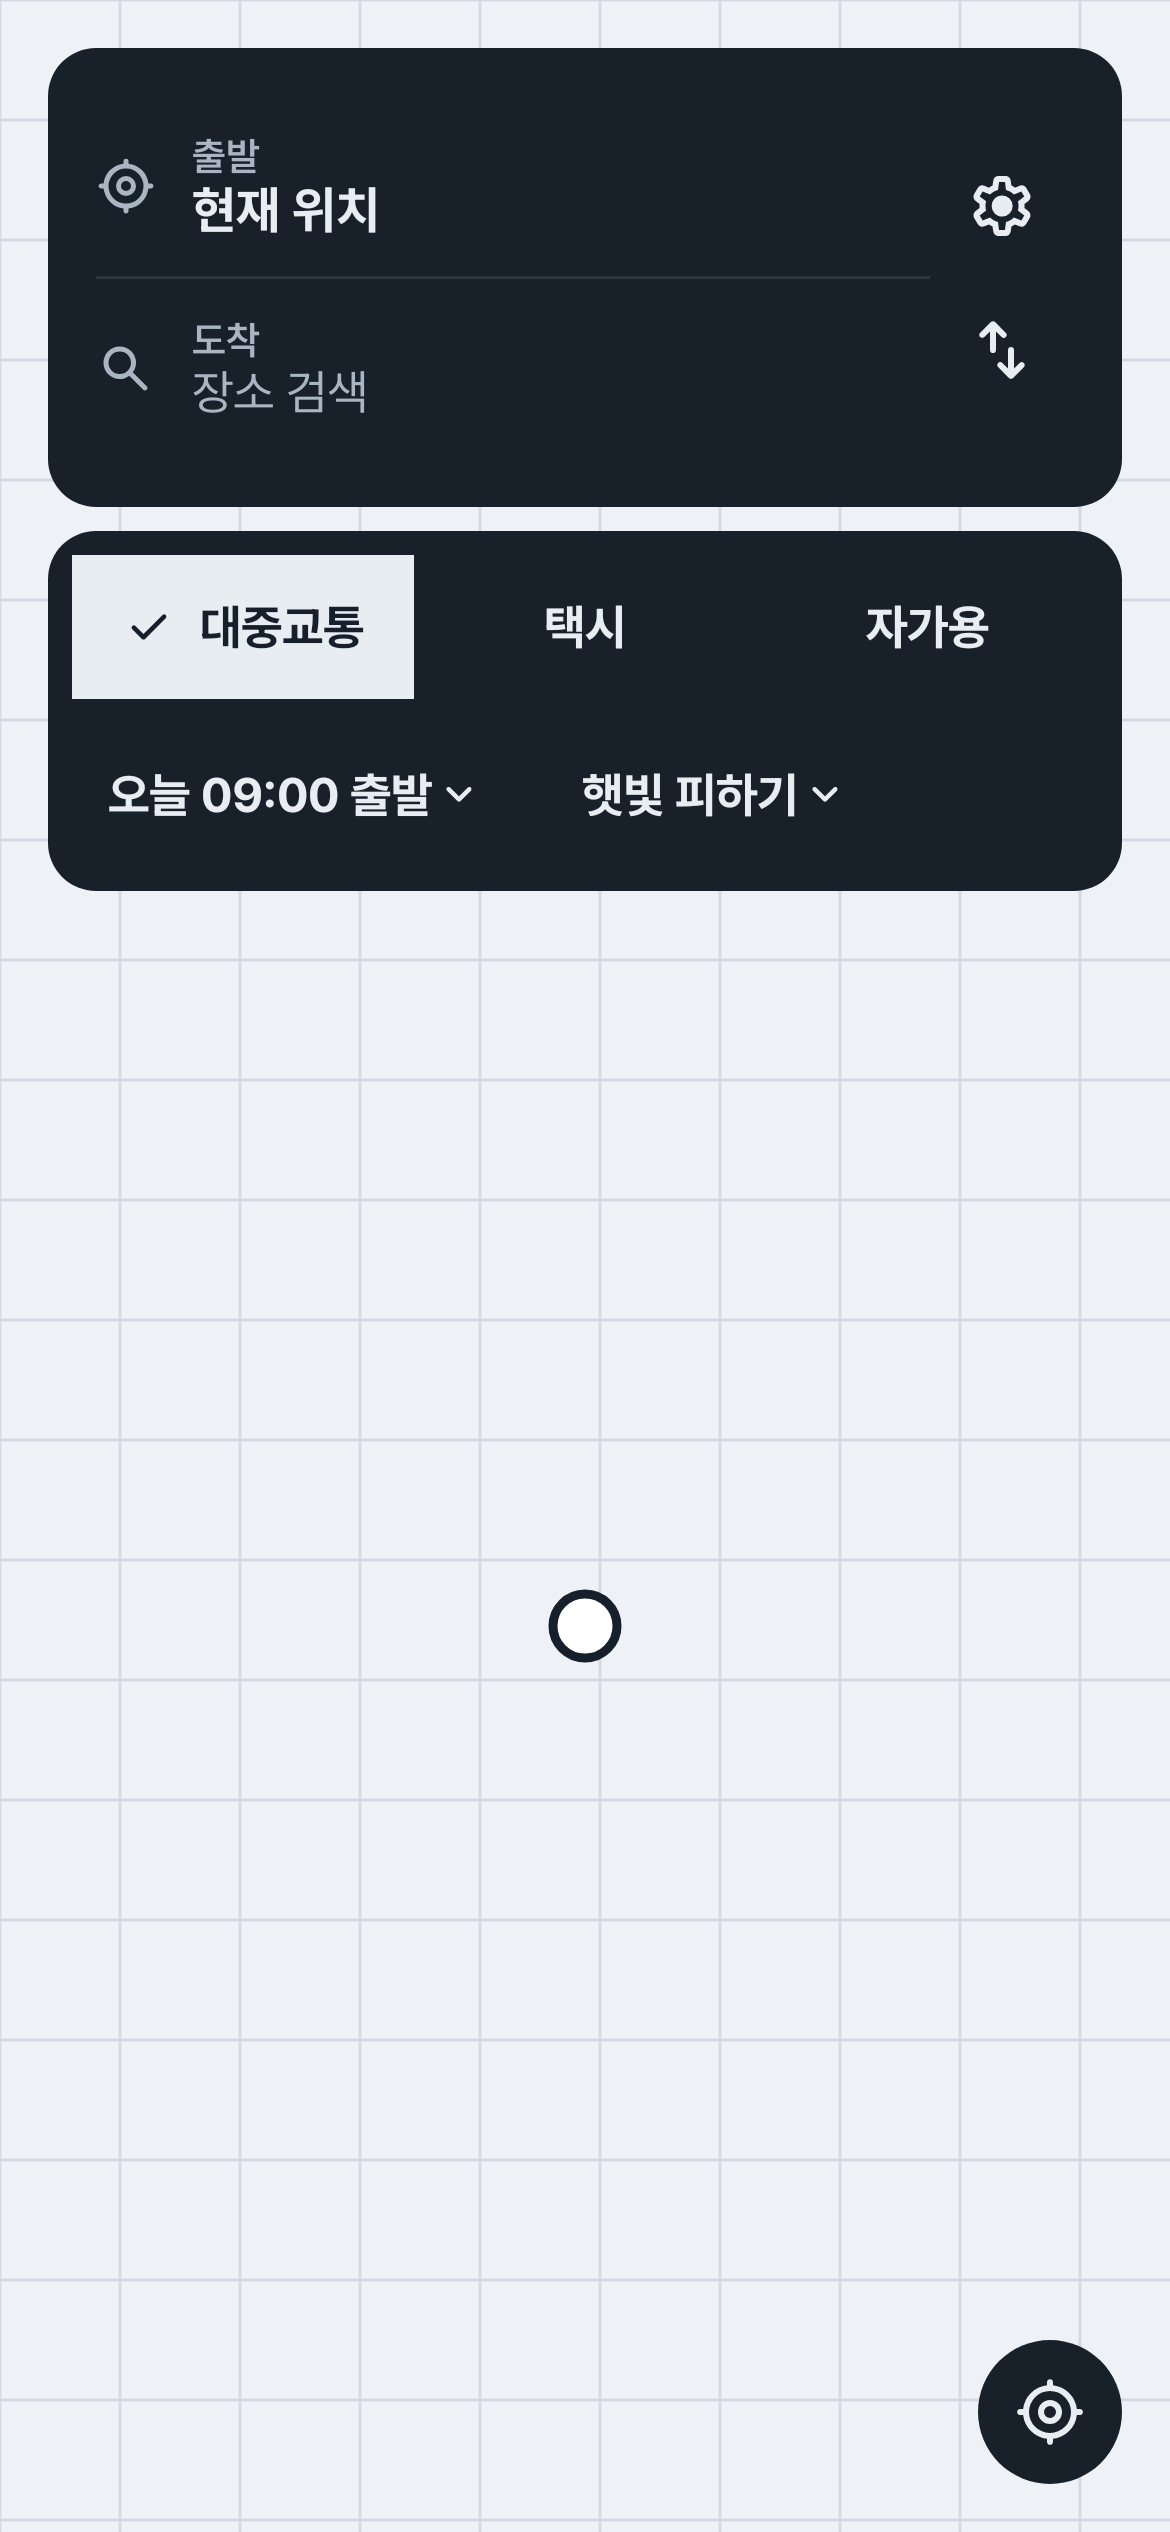 출발
현재 위치
도착
장소 검색
대중교통 택시 자가용
오늘 09:00 출발 햇빛 피하기